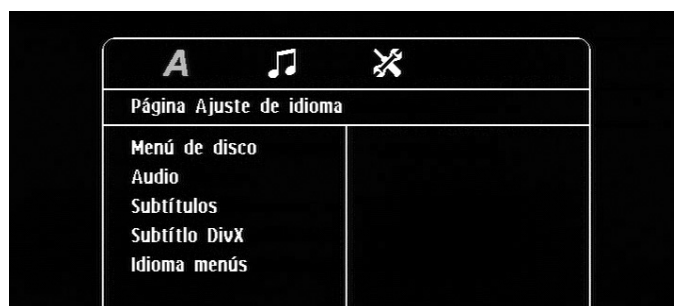 A
Página Ajuste de idioma
Menú de disco
Audio
Subtítulos
Subtítlo DivX
Idioma menús